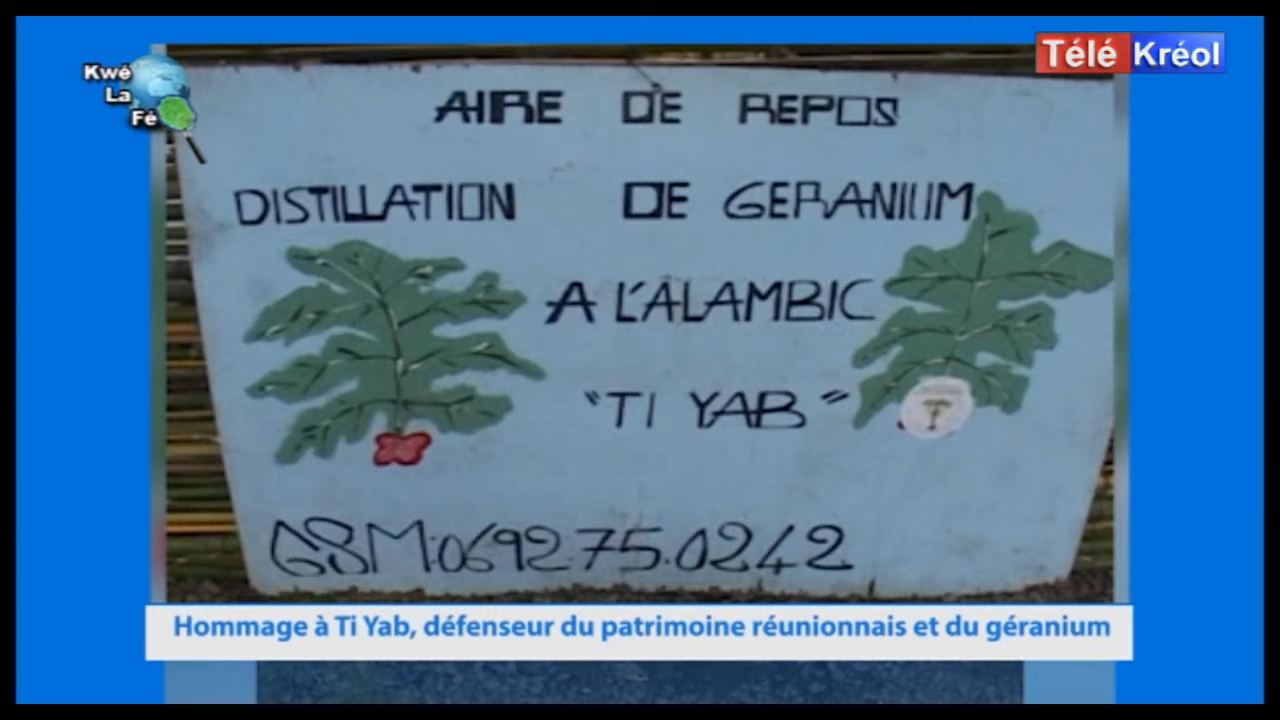 Kwé
La
Fé
Télé Kréol
AIRE DE REPOS
DISTILLATION DE GERANIUM
A L'ALAMBIC
"TI YAB"
GSM:0692.75.0242
Hommage à Ti Yab, défenseur du patrimoine réunionnais et du géranium